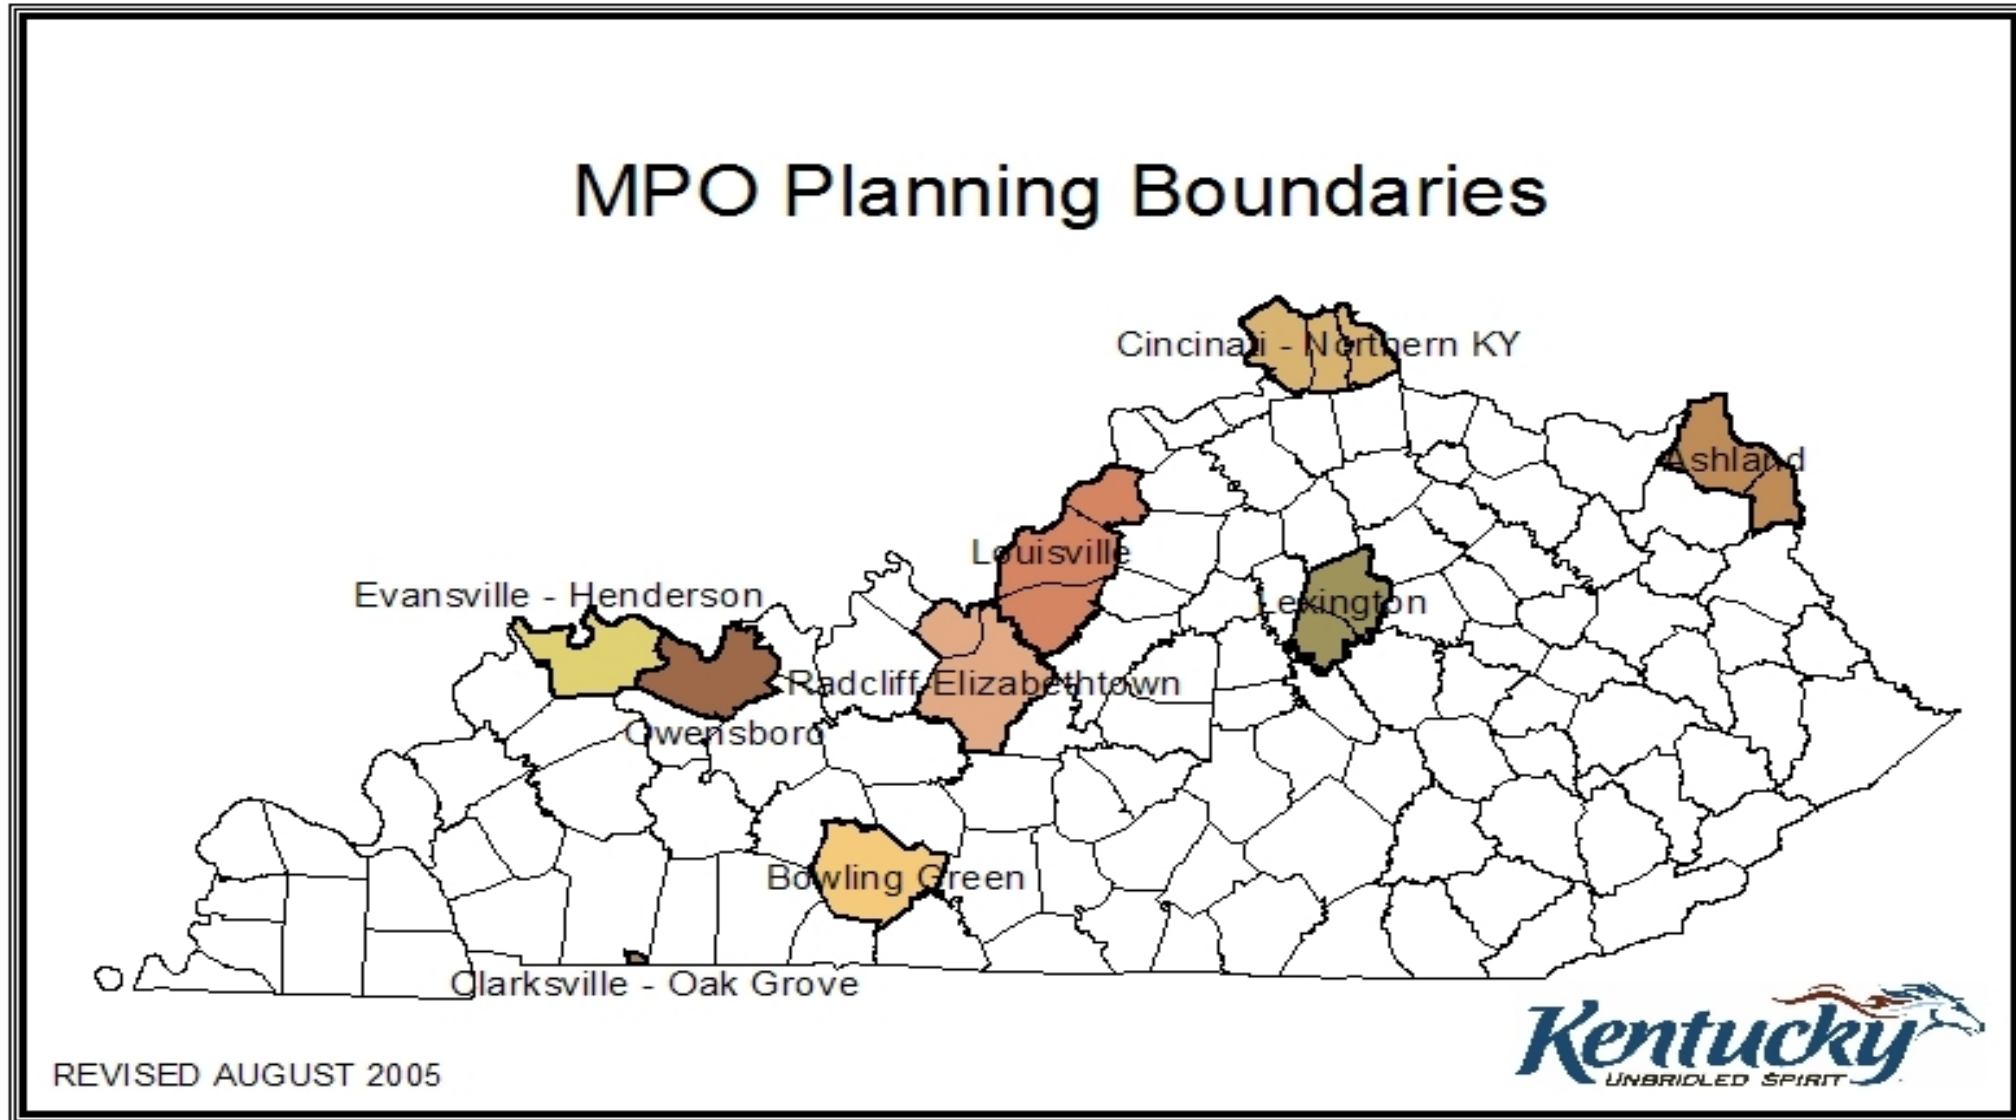 MPO Planning Boundaries
Cincinati - Northern KY
Ashland
Louisville
Evansville - Henderson
Lexington
Radcliff-Elizabethtown
Owensboro
Bowling Green
Clarksville - Oak Grove
Kentucky
UNBRIDLED SPIRIT
REVISED AUGUST 2005